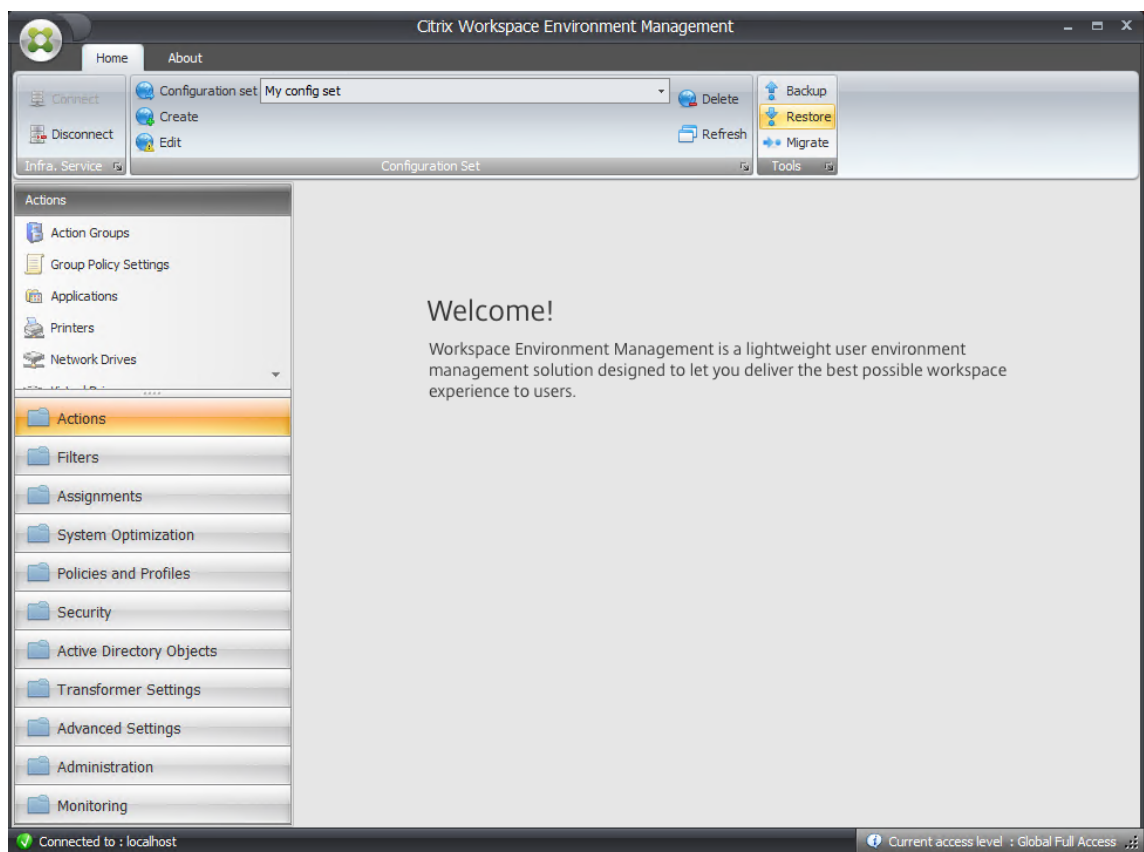 Citrix Workspace Environment Management
Home About
Connect
Disconnect
Infra. Service
Configuration set My config set
Create
Edit
Delete
Refresh
Configuration Set
Backup
Restore
Migrate
Tools
Actions
Action Groups
Group Policy Settings
Applications
Printers
Network Drives
Actions
Filters
Assignments
System Optimization
Policies and Profiles
Security
Active Directory Objects
Transformer Settings
Advanced Settings
Administration
Monitoring
Welcome!
Workspace Environment Management is a lightweight user environment
management solution designed to let you deliver the best possible workspace
experience to users.
Connected to : localhost
Current access level : Global Full Access